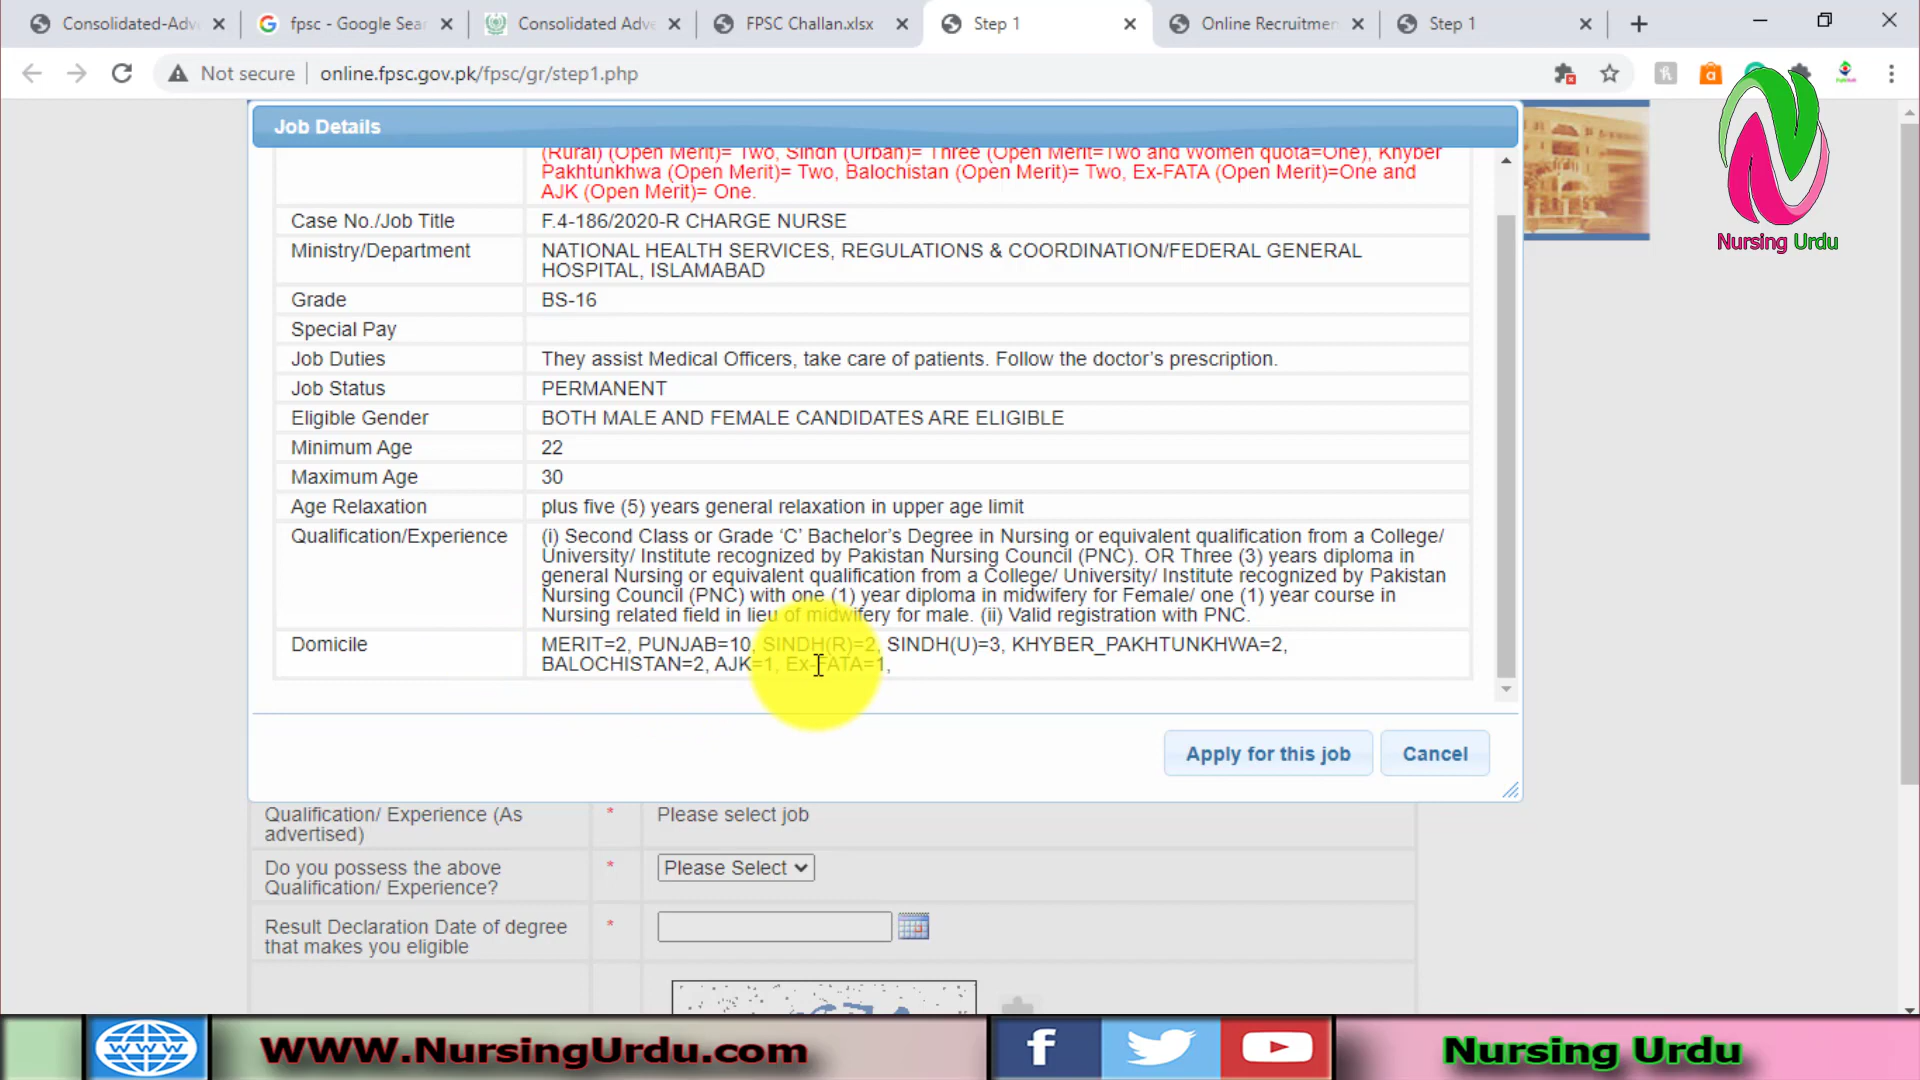 Consolidated-Adve
fpsc - Google Sear
Consolidated Adve
FPSC Challan.xlsx
Step 1
Online Recruitmen
Step 1
Not secure
online.fpsc.gov.pk/fpsc/gr/step1.php
Nursing Urdu
Job Details
(Rural) (Open Merit)= Two, Sindh (Urban)= Three (Open Merit=Two and Women quota=One), Khyber
Pakhtunkhwa (Open Merit)= Two, Balochistan (Open Merit)= Two, Ex-FATA (Open Merit)=One and
AJK (Open Merit)= One.
Case No./Job Title
F.4-186/2020-R CHARGE NURSE
Ministry/Department
NATIONAL HEALTH SERVICES, REGULATIONS & COORDINATION/FEDERAL GENERAL
HOSPITAL, ISLAMABAD
Grade
BS-16
Special Pay
Job Duties
They assist Medical Officers, take care of patients. Follow the doctor’s prescription.
Job Status
PERMANENT
Eligible Gender
BOTH MALE AND FEMALE CANDIDATES ARE ELIGIBLE
Minimum Age
22
Maximum Age
30
Age Relaxation
plus five (5) years general relaxation in upper age limit
Qualification/Experience
(i) Second Class or Grade ‘C’ Bachelor’s Degree in Nursing or equivalent qualification from a College/
University/ Institute recognized by Pakistan Nursing Council (PNC). OR Three (3) years diploma in
general Nursing or equivalent qualification from a College/ University/ Institute recognized by Pakistan
Nursing Council (PNC) with one (1) year diploma in midwifery for Female/ one (1) year course in
Nursing related field in lieu of midwifery for male. (ii) Valid registration with PNC.
Domicile
MERIT=2, PUNJAB=10, SINDH(R)=2, SINDH(U)=3, KHYBER_PAKHTUNKHWA=2,
BALOCHISTAN=2, AJK=1, Ex-FATA=1,
Apply for this job
Cancel
Qualification/ Experience (As
advertised)
*
Please select job
Do you possess the above
Qualification/ Experience?
*
Please Select
Result Declaration Date of degree
that makes you eligible
*
WWW.NursingUrdu.com
Nursing Urdu